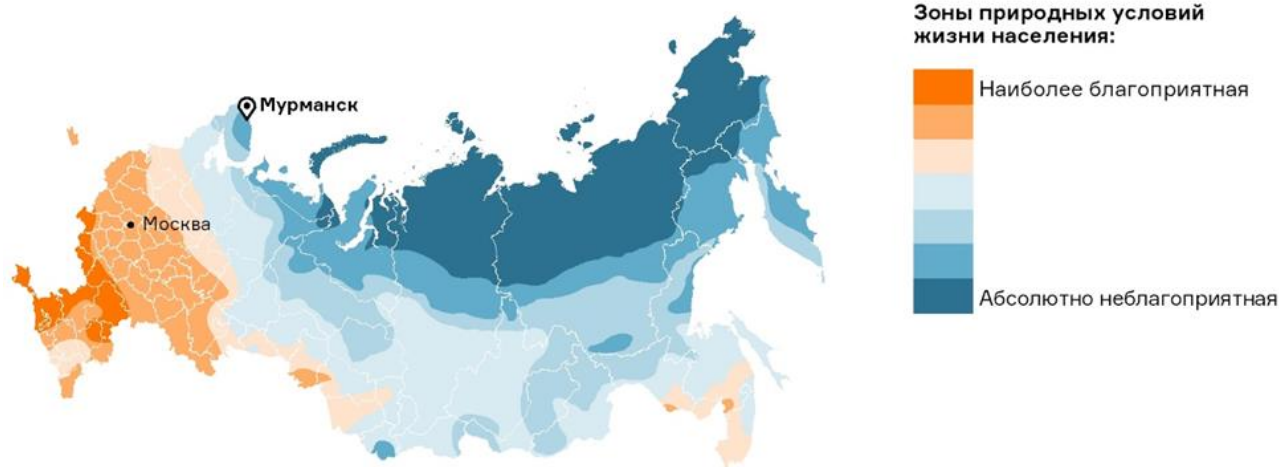 Зоны природных условий
жизни населения:
Наиболее благоприятная
Мурманск
Москва
Абсолютно неблагоприятная